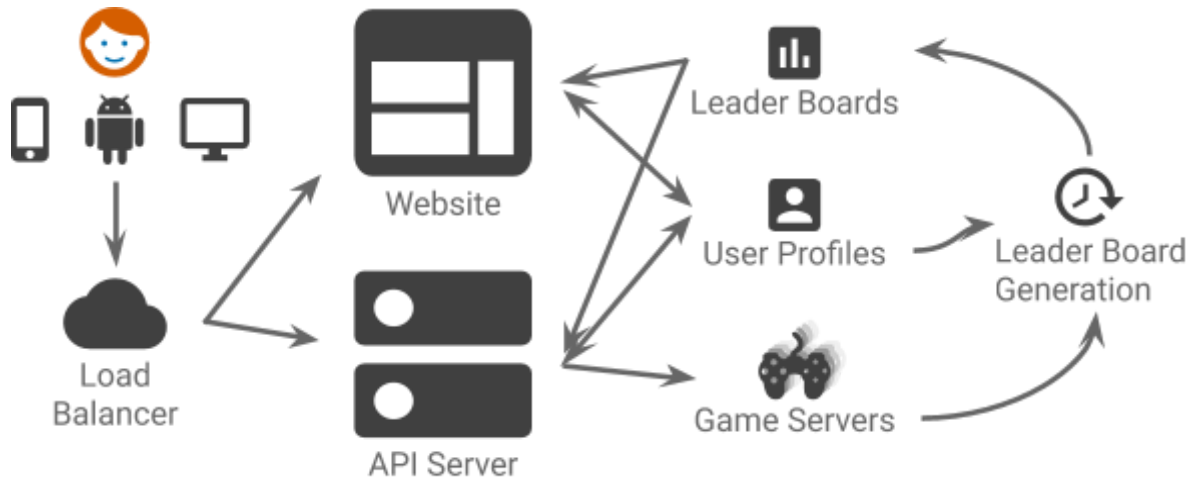 Website
Leader Boards
User Profiles
Leader Board
Generation
Load
Balancer
API Server
Game Servers